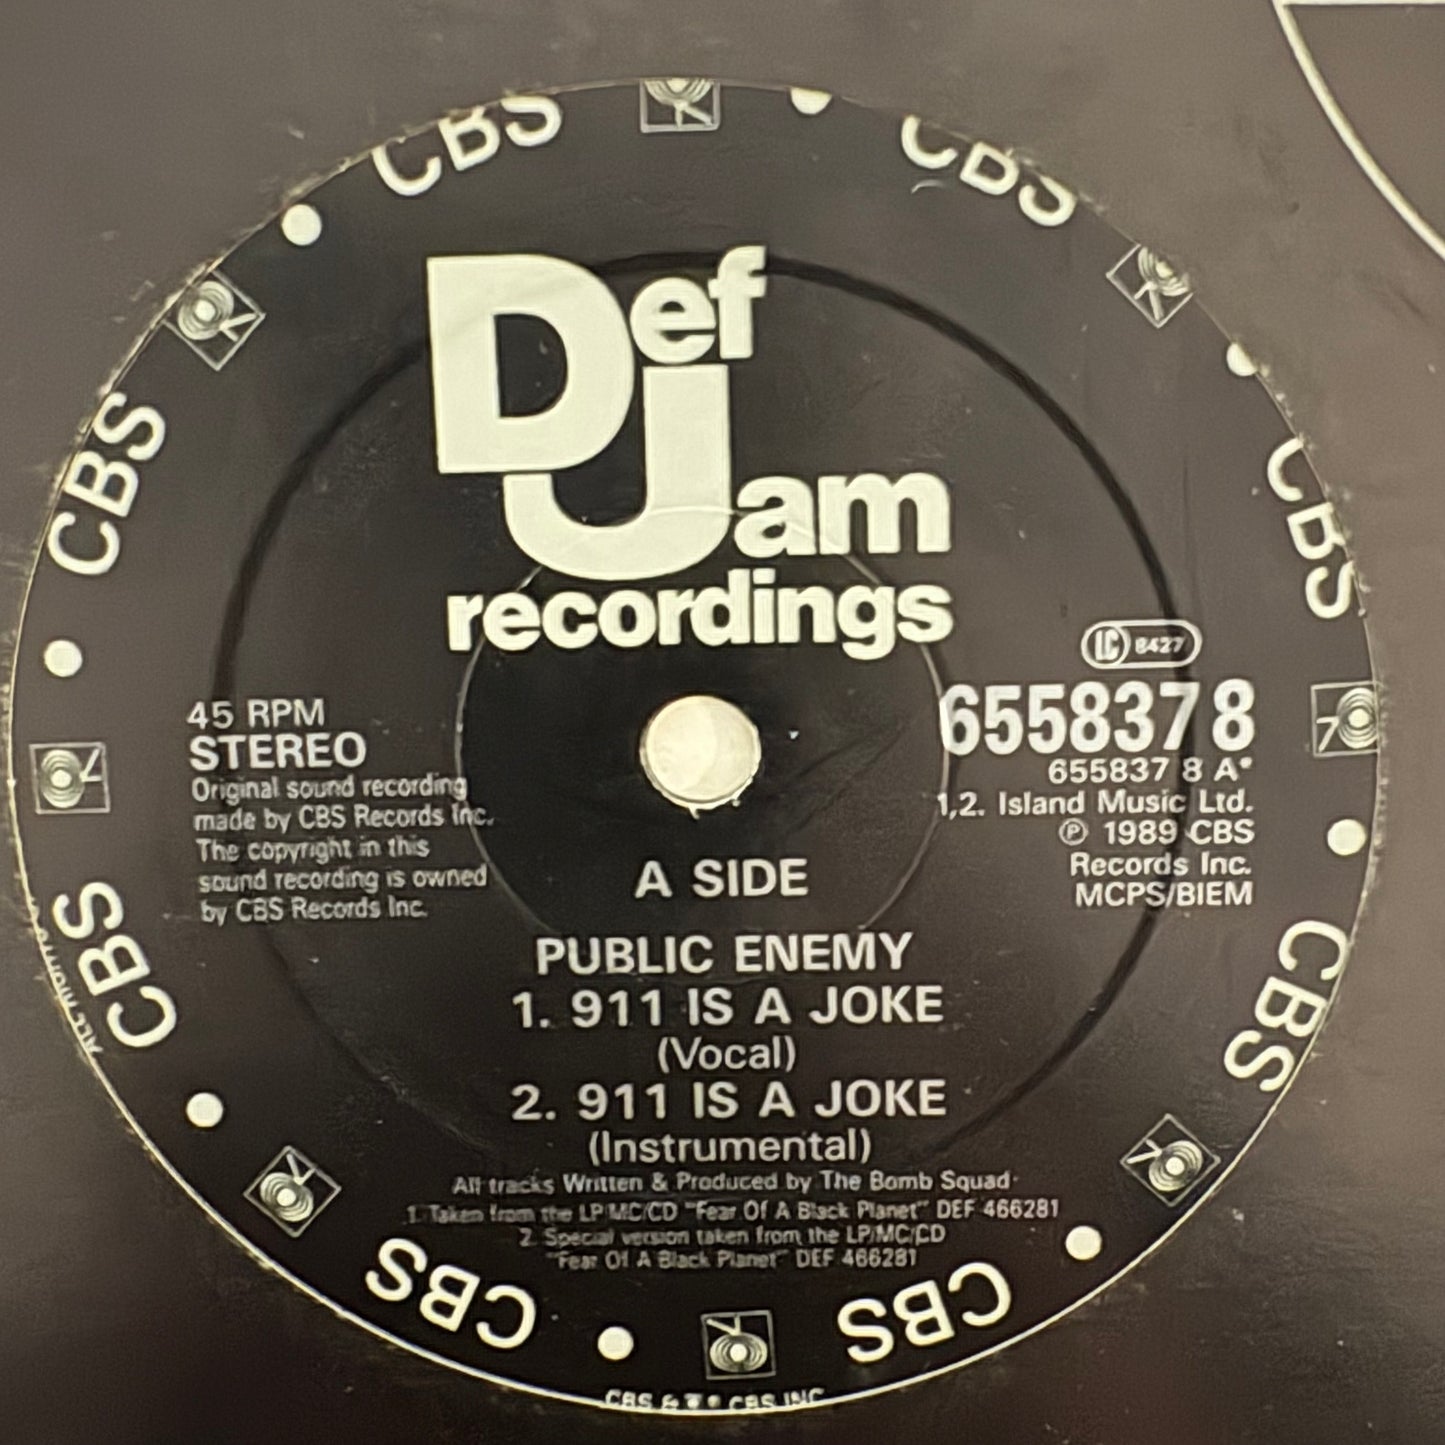 CBS CBS
CBS CBS
Def
Jam
recordings
LC 8427
45 RPM
STEREO
Original sound recording
made by CBS Records Inc.
The copyright in this
sound recording is owned
by CBS Records Inc.
655837 8
655837 8 A*
1,2. Island Music Ltd.
℗ 1989 CBS
Records Inc.
MCPS/BIEM
A SIDE
PUBLIC ENEMY
1. 911 IS A JOKE
(Vocal)
2. 911 IS A JOKE
(Instrumental)
All tracks Written & Produced by The Bomb Squad
1. Taken from the LP/MC/CD "Fear Of A Black Planet" DEF 466281
2. Special version taken from the LP/MC/CD
"Fear Of A Black Planet" DEF 466281
CBS CBS
CBS CBS
CBS & CBS INC